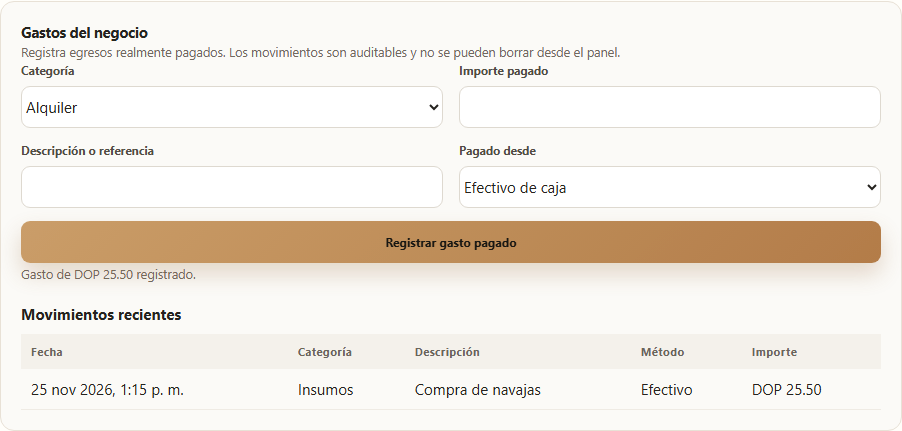 Gastos del negocio
Registra egresos realmente pagados. Los movimientos son auditables y no se pueden borrar desde el panel.
Categoría Importe pagado
Alquiler
Descripción o referencia Pagado desde
Efectivo de caja
Registrar gasto pagado
Gasto de DOP 25.50 registrado.
Movimientos recientes
Fecha Categoría Descripción Método Importe
25 nov 2026, 1:15 p. m. Insumos Compra de navajas Efectivo DOP 25.50